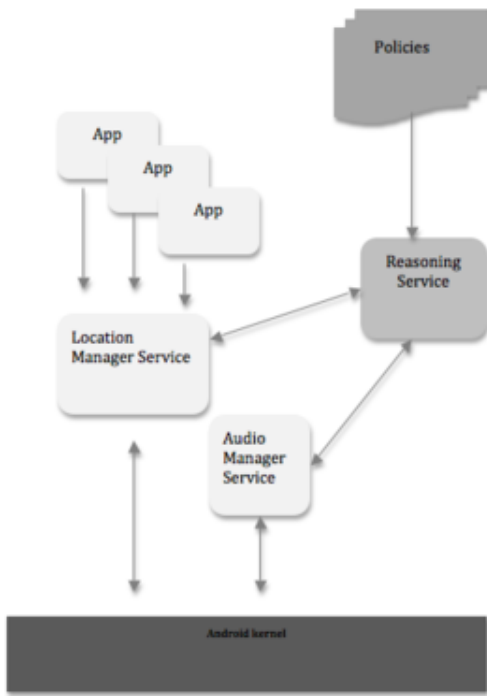 Policies
App
App
App
Reasoning
Service
Location
Manager Service
Audio
Manager
Service
Android kernel